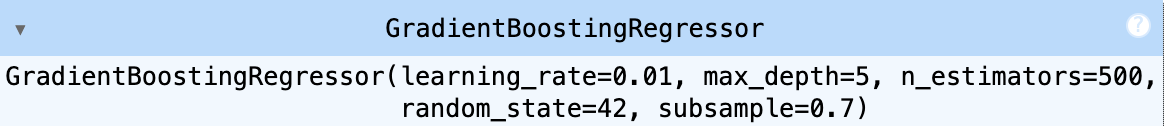 ▼ GradientBoostingRegressor ?
GradientBoostingRegressor(learning_rate=0.01, max_depth=5, n_estimators=500,
random_state=42, subsample=0.7)